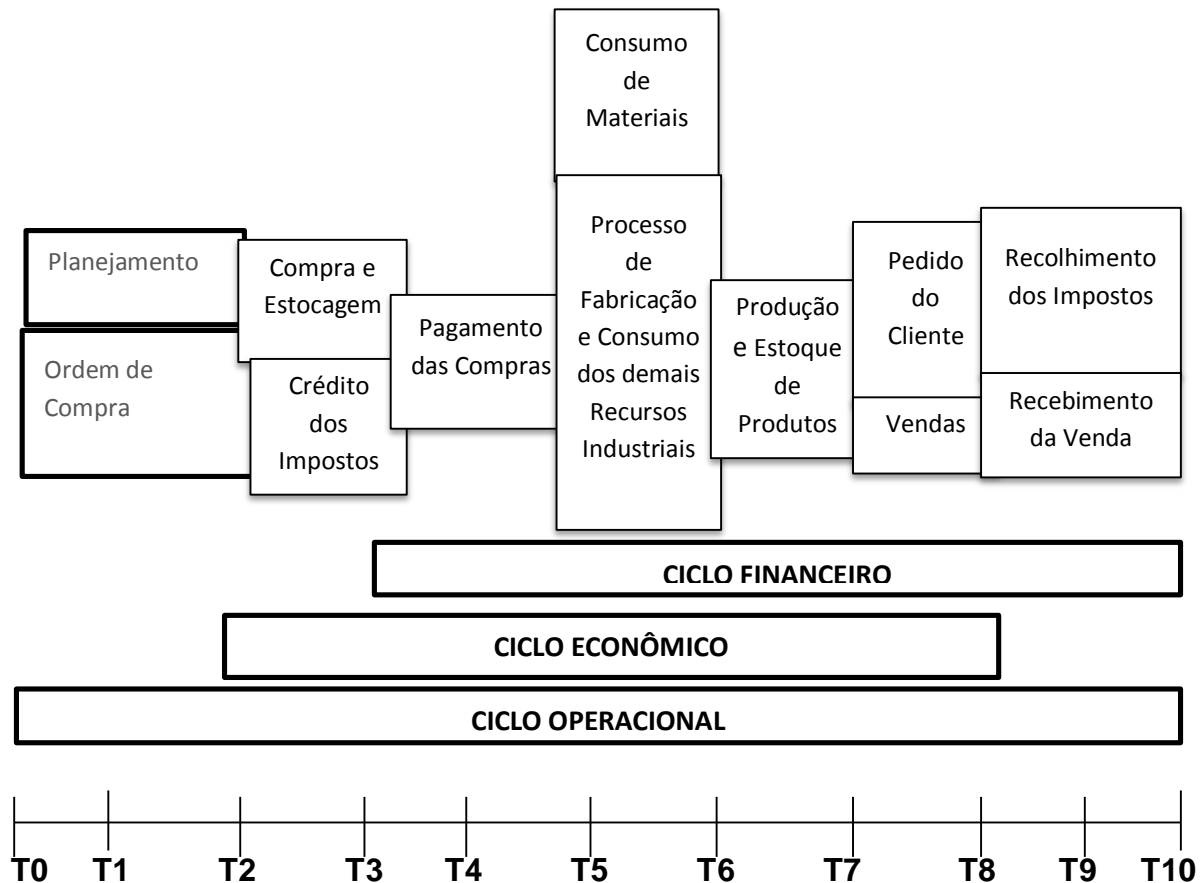 Consumo
de
Materiais
Planejamento
Ordem de
Compra
Compra e
Estocagem
Crédito
dos
Impostos
Pagamento
das Compras
Processo
de
Fabricação
e Consumo
dos demais
Recursos
Industriais
Produção
e Estoque
de
Produtos
Pedido
do
Cliente
Vendas
Recolhimento
dos Impostos
Recebimento
da Venda
CICLO FINANCEIRO
CICLO ECONÔMICO
CICLO OPERACIONAL
T0 T1 T2 T3 T4 T5 T6 T7 T8 T9 T10